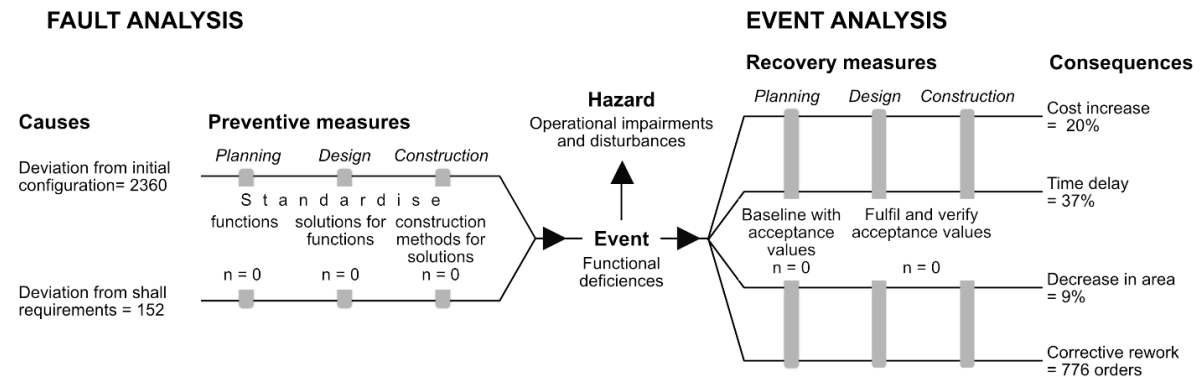 FAULT ANALYSIS
EVENT ANALYSIS
Causes
Preventive measures
Planning
Design
Construction
Deviation from initial
configuration= 2360
S t a n d a r d i s e
functions
solutions for
functions
construction
methods for
solutions
n = 0
n = 0
n = 0
Deviation from shall
requirements = 152
Hazard
Operational impairments
and disturbances
Event
Functional
deficiences
Recovery measures
Planning
Design
Construction
Baseline with
acceptance
values
Fulfil and verify
acceptance values
n = 0
n = 0
Consequences
Cost increase
= 20%
Time delay
= 37%
Decrease in area
= 9%
Corrective rework
= 776 orders